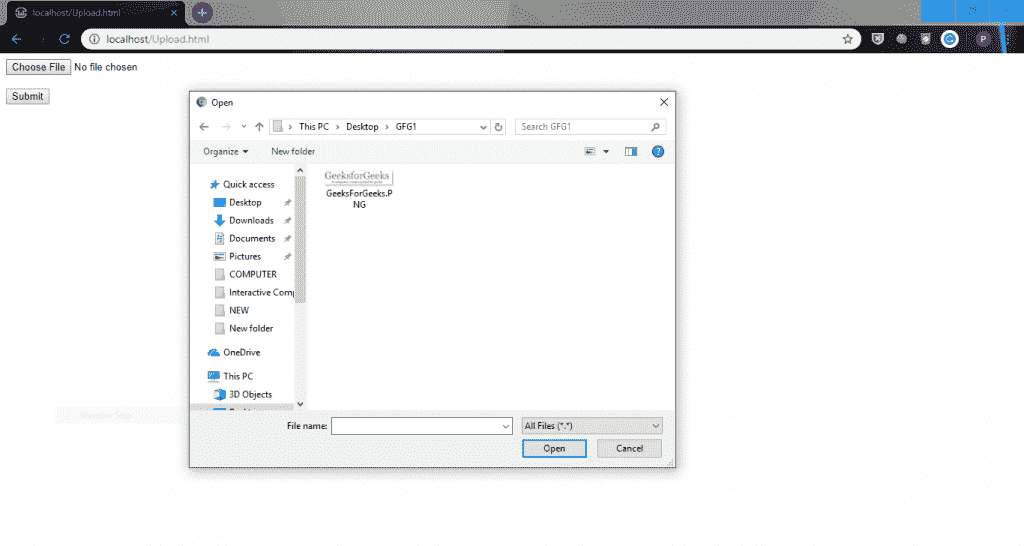 localhost/Upload.html
localhost/Upload.html
P
Choose File No file chosen
Submit
Open
This PC > Desktop > GFG1
Search GFG1
Organize
New folder
Quick access
Desktop
Downloads
Documents
Pictures
COMPUTER
Interactive Com
NEW
New folder
OneDrive
This PC
3D Objects
GeeksforGeeks
GeeksForGeeks.P
NG
File name:
All Files (*.*)
Open
Cancel